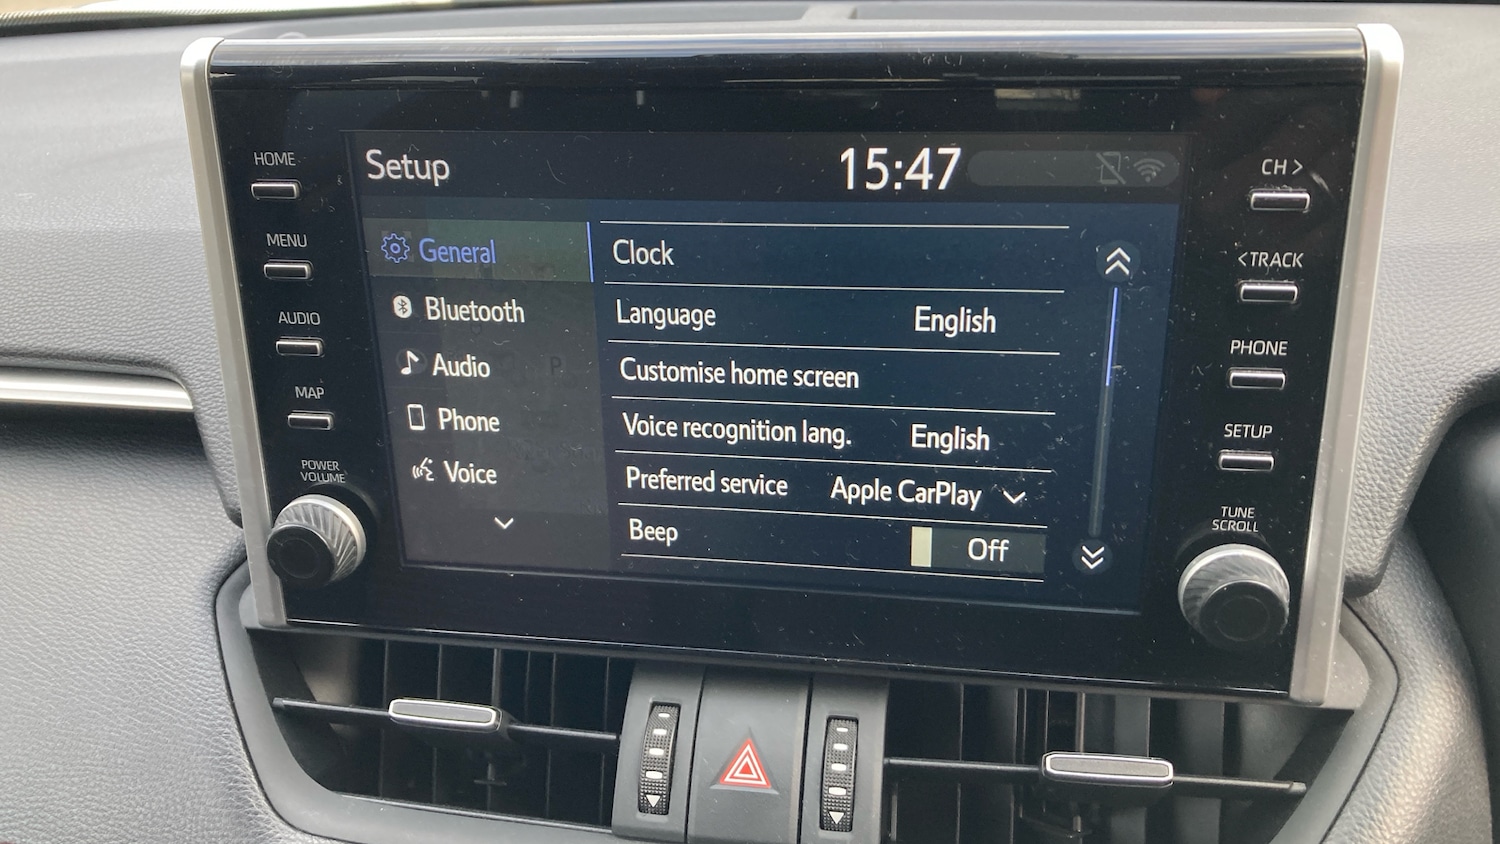 Setup
15:47
General
Bluetooth
Audio
Phone
Voice
Clock
Language English
Customise home screen
Voice recognition lang. English
Preferred service Apple CarPlay
Beep Off
HOME
MENU
AUDIO
MAP
POWER
VOLUME
CH >
< TRACK
PHONE
SETUP
TUNE
SCROLL